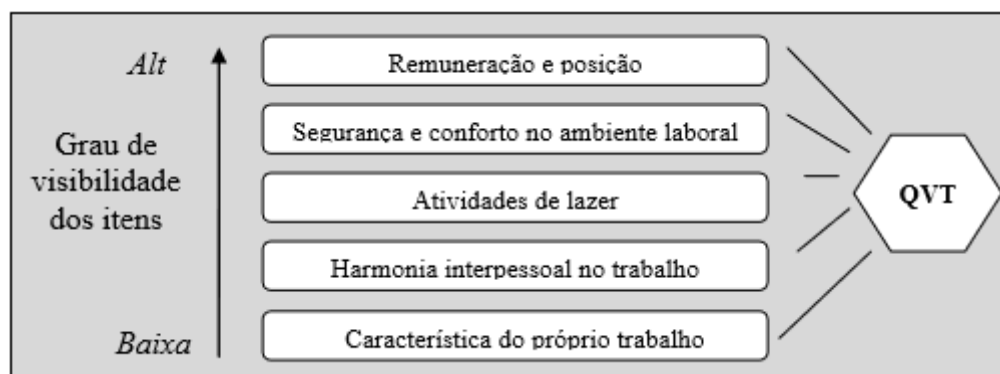 Alt
Remuneração e posição
Segurança e conforto no ambiente laboral
Grau de
visibilidade
dos itens
Atividades de lazer
QVT
Harmonia interpessoal no trabalho
Baixa
Característica do próprio trabalho